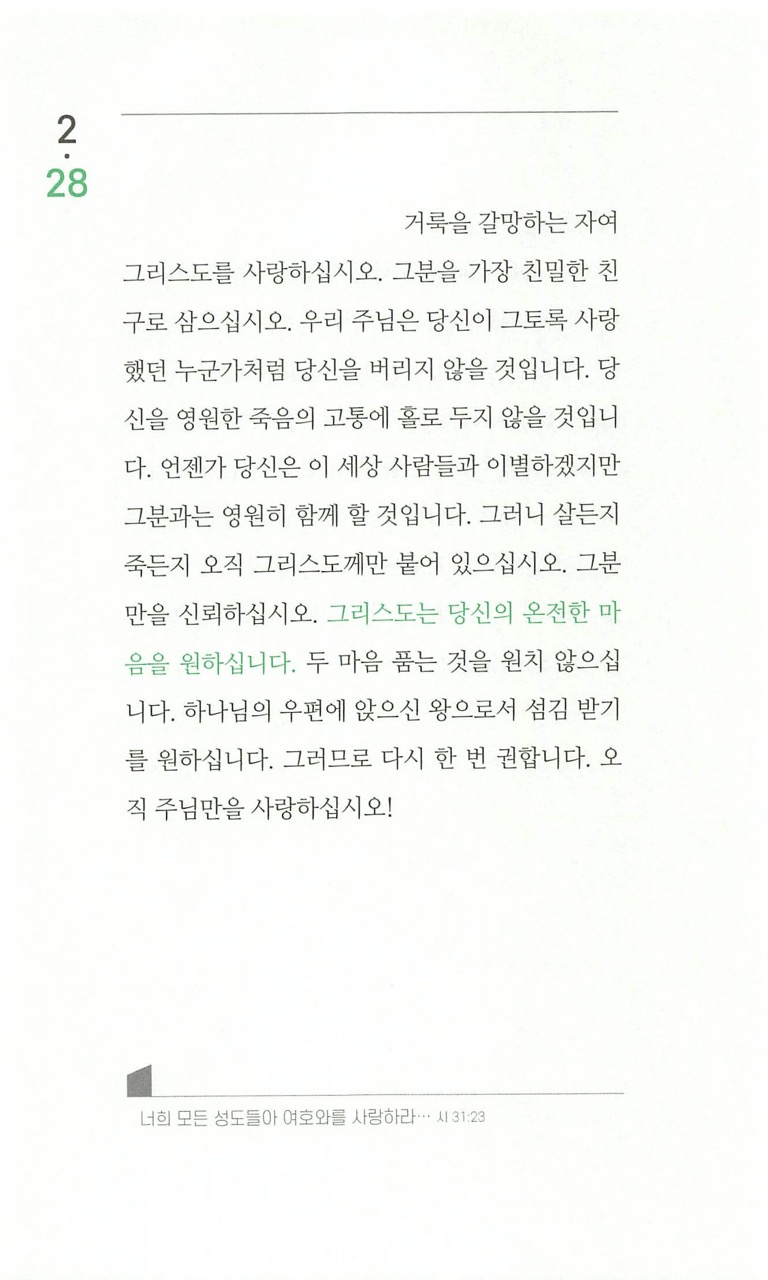 2
·
28
거룩을 갈망하는 자여
그리스도를 사랑하십시오. 그분을 가장 친밀한 친
구로 삼으십시오. 우리 주님은 당신이 그토록 사랑
했던 누군가처럼 당신을 버리지 않을 것입니다. 당
신을 영원한 죽음의 고통에 홀로 두지 않을 것입니
다. 언젠가 당신은 이 세상 사람들과 이별하겠지만
그분과는 영원히 함께 할 것입니다. 그러니 살든지
죽든지 오직 그리스도께만 붙어 있으십시오. 그분
만을 신뢰하십시오. 그리스도는 당신의 온전한 마
음을 원하십니다. 두 마음 품는 것을 원치 않으십
니다. 하나님의 우편에 앉으신 왕으로서 섬김 받기
를 원하십니다. 그러므로 다시 한 번 권합니다. 오
직 주님만을 사랑하십시오!
너희 모든 성도들아 여호와를 사랑하라… 시 31:23